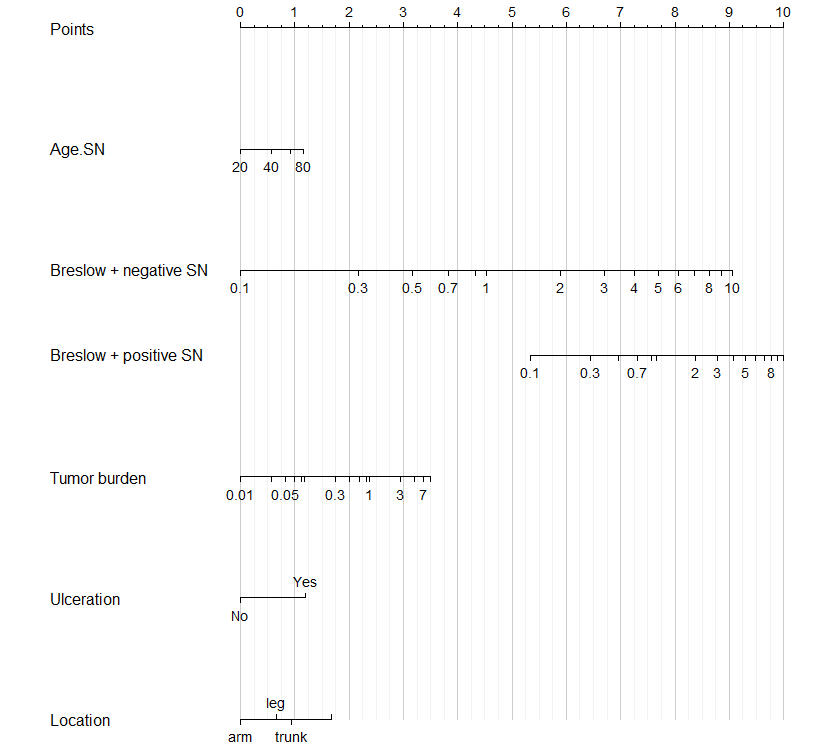 0 1 2 3 4 5 6 7 8 9 10
Points
Age.SN
20 40 80
Breslow + negative SN
0.1 0.3 0.5 0.7 1 2 3 4 5 6 8 10
Breslow + positive SN
0.1 0.3 0.7 2 3 5 8
Tumor burden
0.01 0.05 0.3 1 3 7
Yes
Ulceration
No
leg
Location
arm trunk